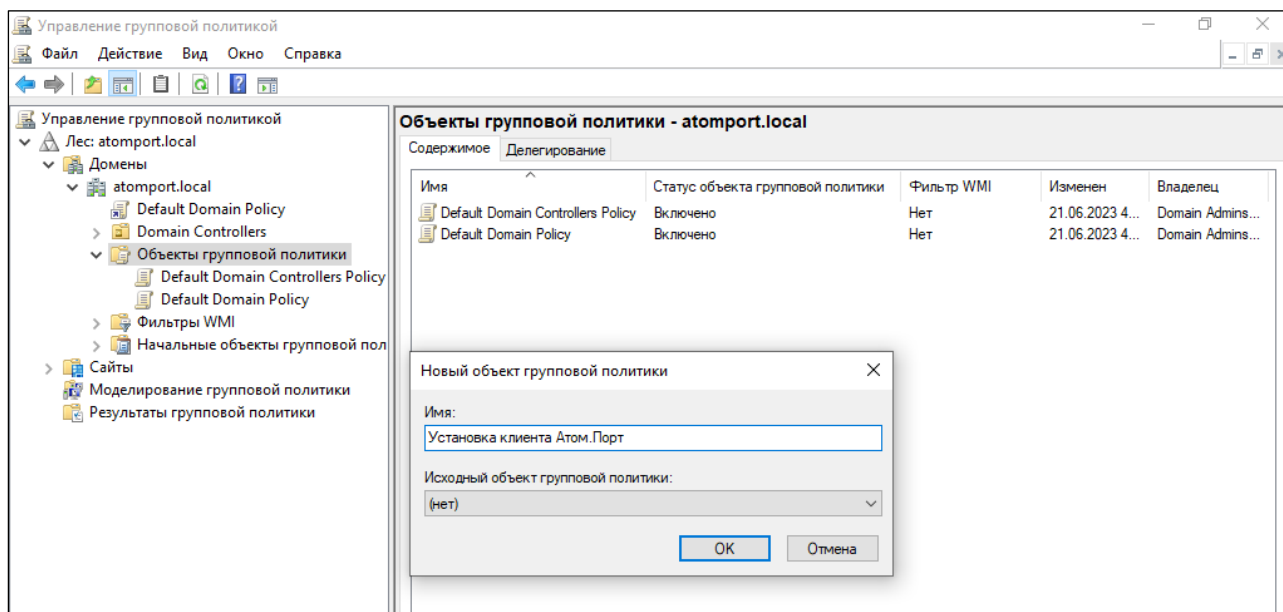 Управление групповой политикой
Файл Действие Вид Окно Справка
Управление групповой политикой
Лес: atomport.local
Домены
atomport.local
Default Domain Policy
Domain Controllers
Объекты групповой политики
Default Domain Controllers Policy
Default Domain Policy
Фильтры WMI
Начальные объекты групповой пол
Сайты
Моделирование групповой политики
Результаты групповой политики
Объекты групповой политики - atomport.local
Содержимое Делегирование
Имя Статус объекта групповой политики Фильтр WMI Изменен Владелец
Default Domain Controllers Policy Включено Нет 21.06.2023 4... Domain Admins...
Default Domain Policy Включено Нет 21.06.2023 4... Domain Admins...
Новый объект групповой политики
Имя:
Установка клиента Атом.Порт
Исходный объект групповой политики:
(нет)
OK Отмена